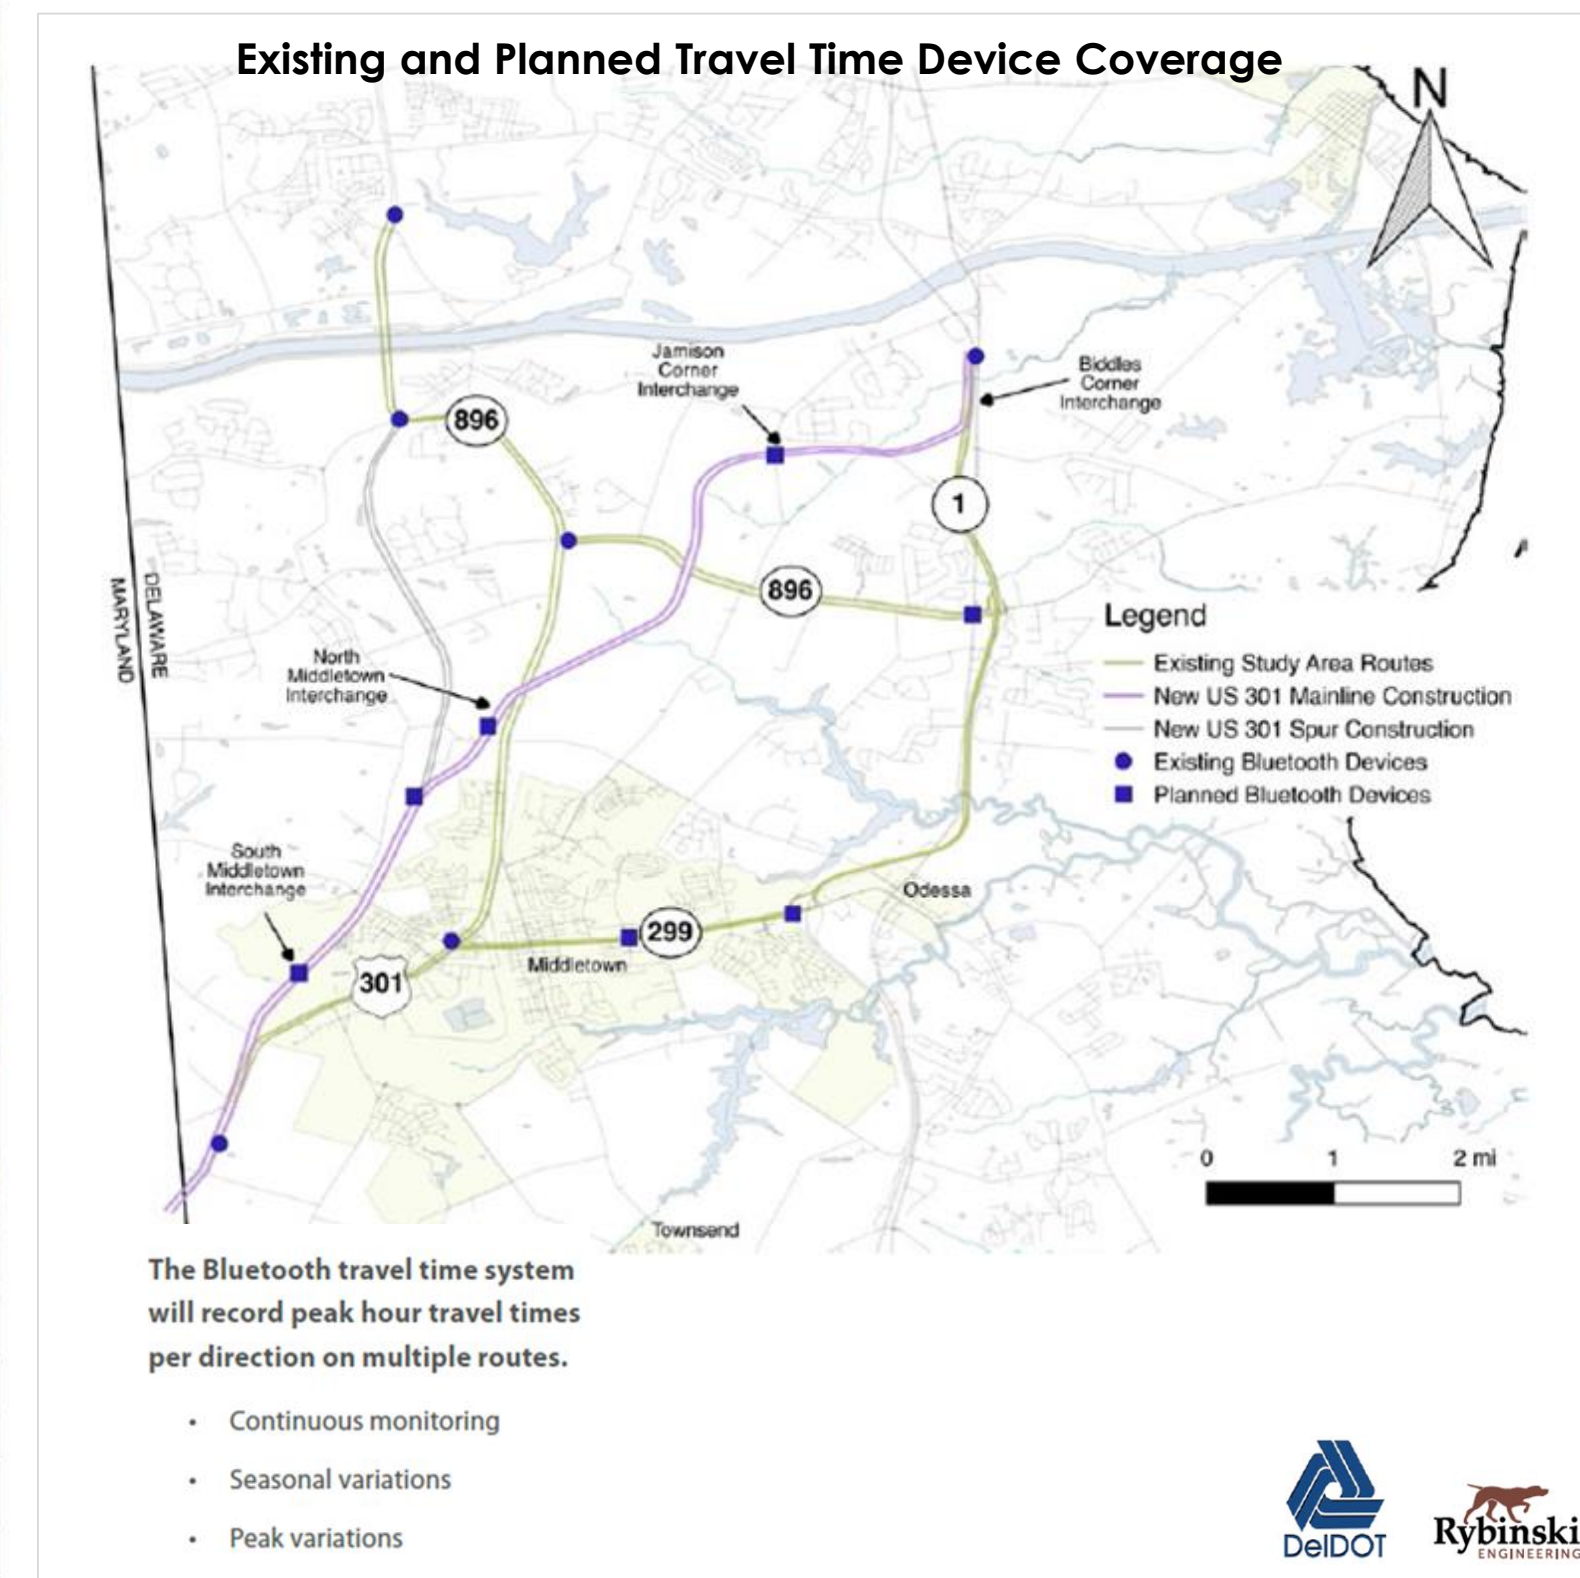 Existing and Planned Travel Time Device Coverage
N
Jamison
Corner
Interchange
Biddles
Corner
Interchange
896
1
896
DELAWARE
MARYLAND
North
Middletown
Interchange
Legend
Existing Study Area Routes
New US 301 Mainline Construction
New US 301 Spur Construction
Existing Bluetooth Devices
Planned Bluetooth Devices
South
Middletown
Interchange
Odessa
299
Middletown
301
0 1 2 mi
Townsend
The Bluetooth travel time system
will record peak hour travel times
per direction on multiple routes.
• Continuous monitoring
• Seasonal variations
• Peak variations
DelDOT
Rybinski
ENGINEERING